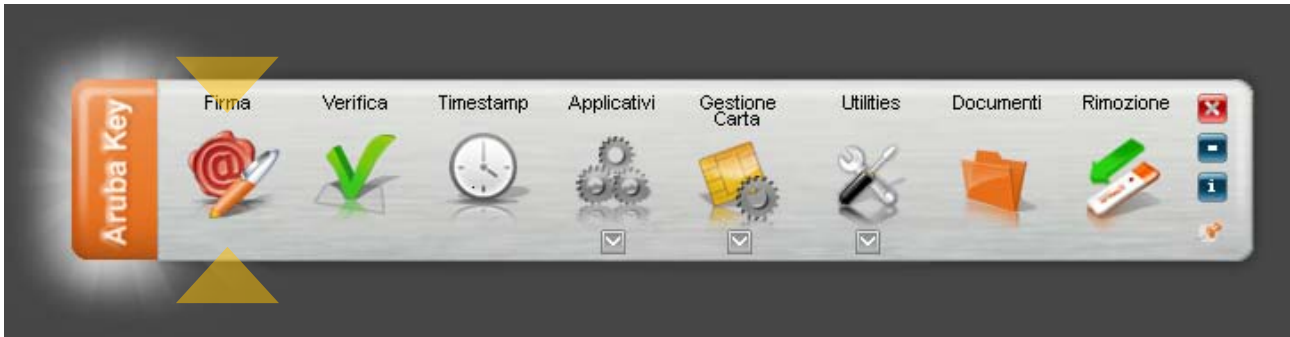 Aruba Key
Firma
Verifica
Timestamp
Applicativi
Gestione
Carta
Utilities
Documenti
Rimozione